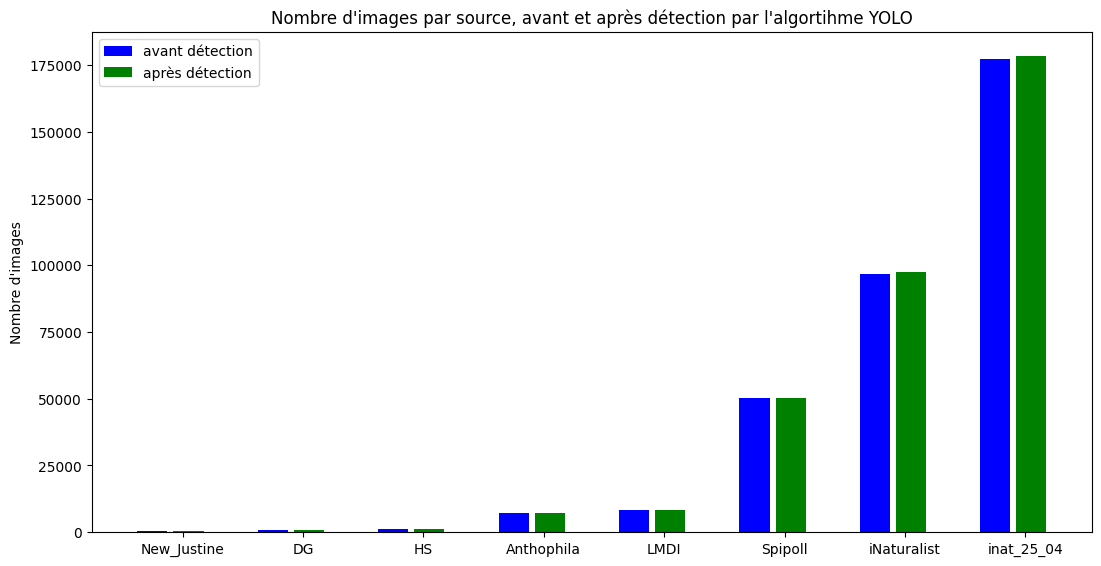 Nombre d'images par source, avant et après détection par l'algortihme YOLO
avant détection
après détection
Nombre d'images
175000
150000
125000
100000
75000
50000
25000
0
New_Justine
DG
HS
Anthophila
LMDI
Spipoll
iNaturalist
inat_25_04